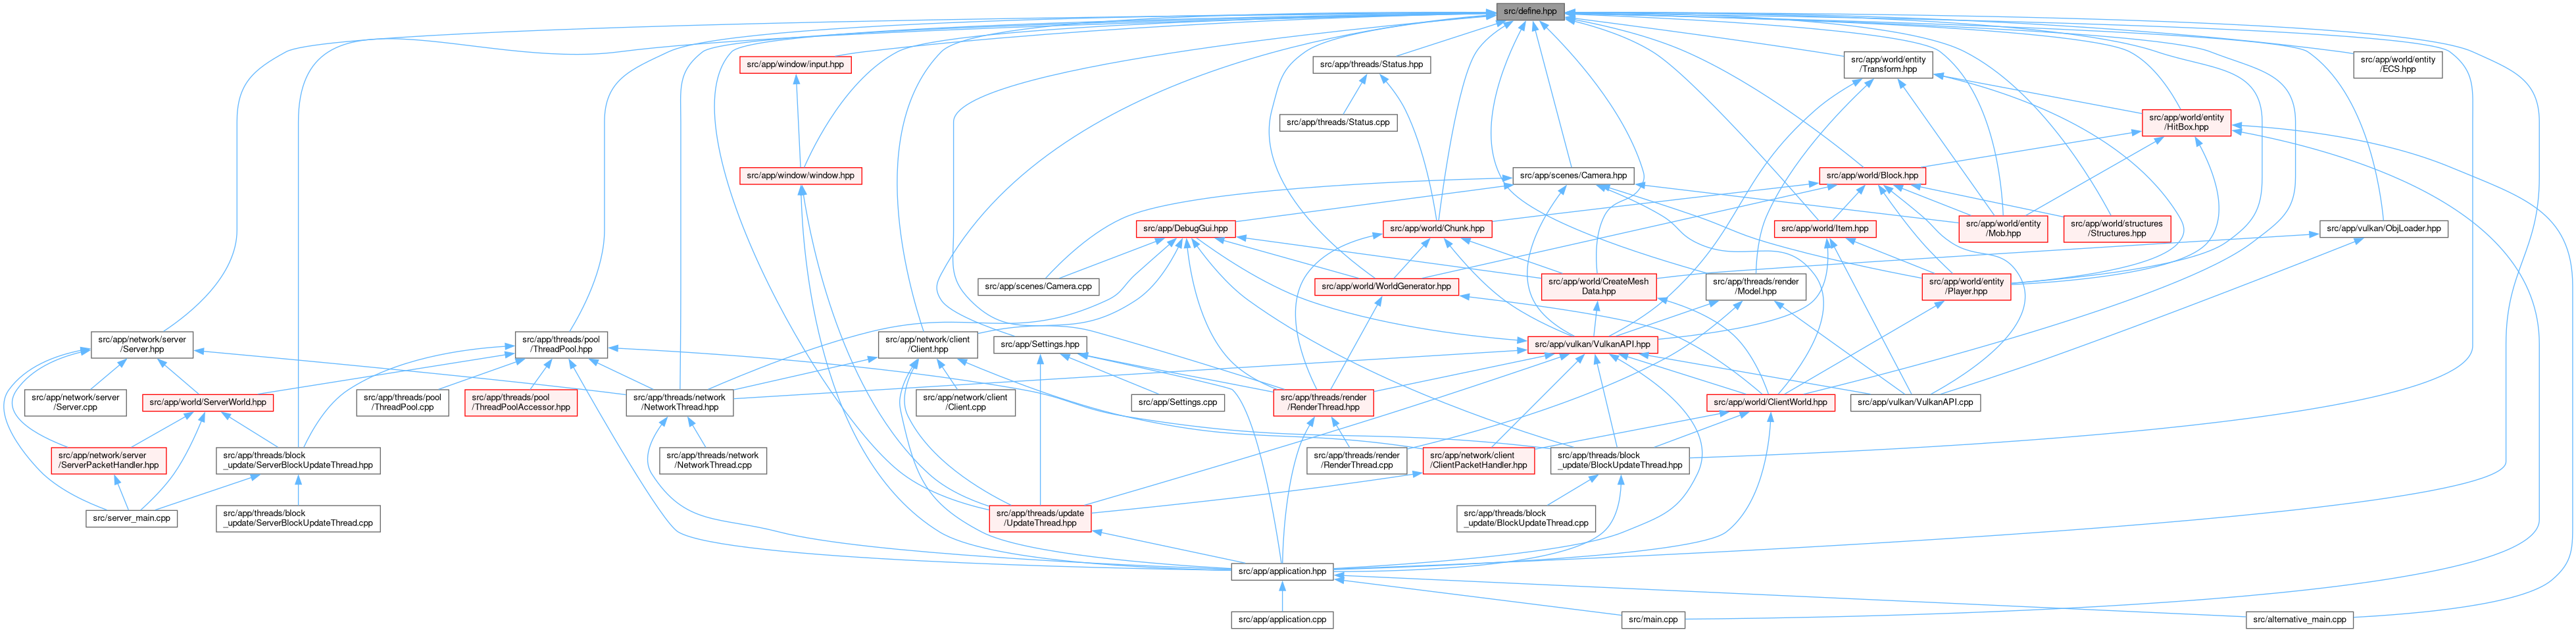 src/define.hpp
src/app/window/input.hpp
src/app/threads/Status.hpp
src/app/world/entity
/Transform.hpp
src/app/world/entity
/ECS.hpp
src/app/threads/Status.cpp
src/app/world/entity
/HitBox.hpp
src/app/window/window.hpp
src/app/scenes/Camera.hpp
src/app/world/Block.hpp
src/app/DebugGui.hpp
src/app/world/Chunk.hpp
src/app/world/Item.hpp
src/app/world/entity
/Mob.hpp
src/app/world/structures
/Structures.hpp
src/app/vulkan/ObjLoader.hpp
src/app/scenes/Camera.cpp
src/app/world/WorldGenerator.hpp
src/app/world/CreateMesh
Data.hpp
src/app/threads/render
/Model.hpp
src/app/world/entity
/Player.hpp
src/app/network/server
/Server.hpp
src/app/threads/pool
/ThreadPool.hpp
src/app/network/client
/Client.hpp
src/app/Settings.hpp
src/app/vulkan/VulkanAPI.hpp
src/app/network/server
/Server.cpp
src/app/world/ServerWorld.hpp
src/app/threads/pool
/ThreadPool.cpp
src/app/threads/pool
/ThreadPoolAccessor.hpp
src/app/threads/network
/NetworkThread.hpp
src/app/network/client
/Client.cpp
src/app/Settings.cpp
src/app/threads/render
/RenderThread.hpp
src/app/world/ClientWorld.hpp
src/app/vulkan/VulkanAPI.cpp
src/app/network/server
/ServerPacketHandler.hpp
src/app/threads/block
_update/ServerBlockUpdateThread.hpp
src/app/threads/network
/NetworkThread.cpp
src/app/threads/render
/RenderThread.cpp
src/app/network/client
/ClientPacketHandler.hpp
src/app/threads/block
_update/BlockUpdateThread.hpp
src/server_main.cpp
src/app/threads/block
_update/ServerBlockUpdateThread.cpp
src/app/threads/update
/UpdateThread.hpp
src/app/threads/block
_update/BlockUpdateThread.cpp
src/app/application.hpp
src/app/application.cpp
src/main.cpp
src/alternative_main.cpp